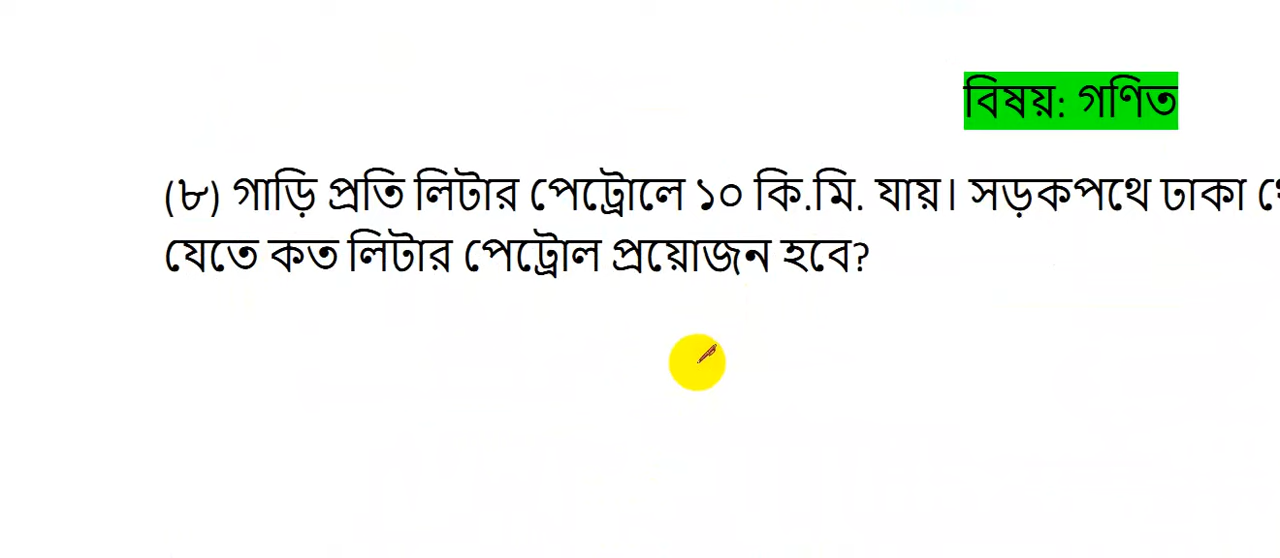 বিষয়: গণিত
(৮) গাড়ি প্রতি লিটার পেট্রোলে ১০ কি.মি. যায়। সড়কপথে ঢাকা
যেতে কত লিটার পেট্রোল প্রয়োজন হবে?